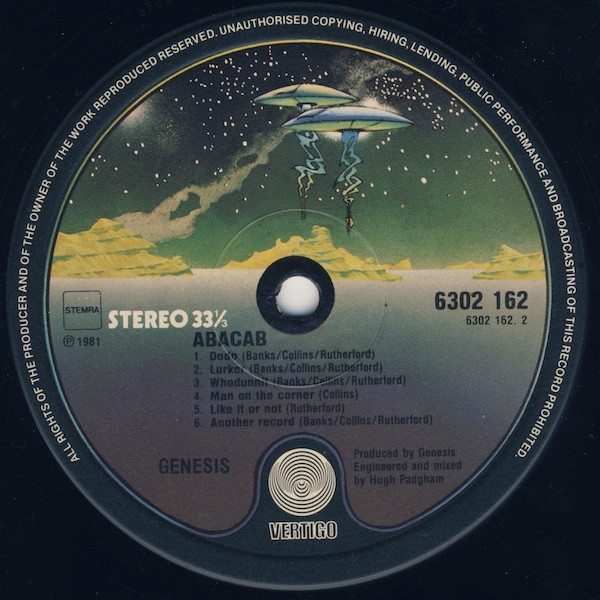 ALL RIGHTS OF THE PRODUCER AND OF THE OWNER OF THE WORK REPRODUCED RESERVED. UNAUTHORISED COPYING, HIRING, LENDING, PUBLIC PERFORMANCE AND BROADCASTING OF THIS RECORD PROHIBITED.
STEMRA
STEREO 33⅓
℗ 1981
6302 162
6302 162. 2
ABACAB
1. Dodo (Banks/Collins/Rutherford)
2. Lurker (Banks/Collins/Rutherford)
3. Whodunnit (Banks/Collins/Rutherford)
4. Man on the corner (Collins)
5. Like it or not (Rutherford)
6. Another record (Banks/Collins/Rutherford)
GENESIS
Produced by Genesis
Engineered and mixed
by Hugh Padgham
VERTIGO